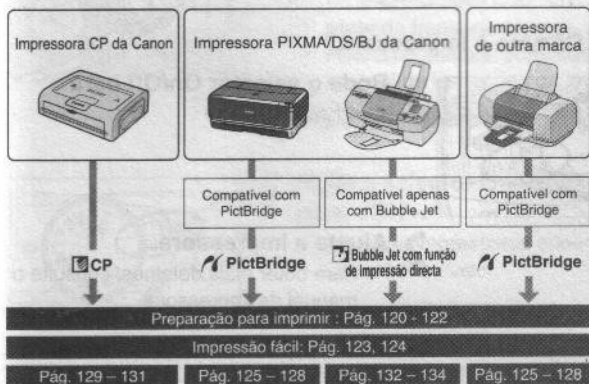 Impressora CP da Canon
Impressora PIXMA/DS/BJ da Canon
Impressora
de outra marca
Compatível com
PictBridge
Compatível apenas
com Bubble Jet
Compatível com
PictBridge
CP
PictBridge
Bubble Jet com função
de impressão directa
PictBridge
Preparação para imprimir : Pág. 120 - 122
Impressão fácil: Pág. 123, 124
Pág. 129 – 131
Pág. 125 – 128
Pág. 132 – 134
Pág. 125 – 128